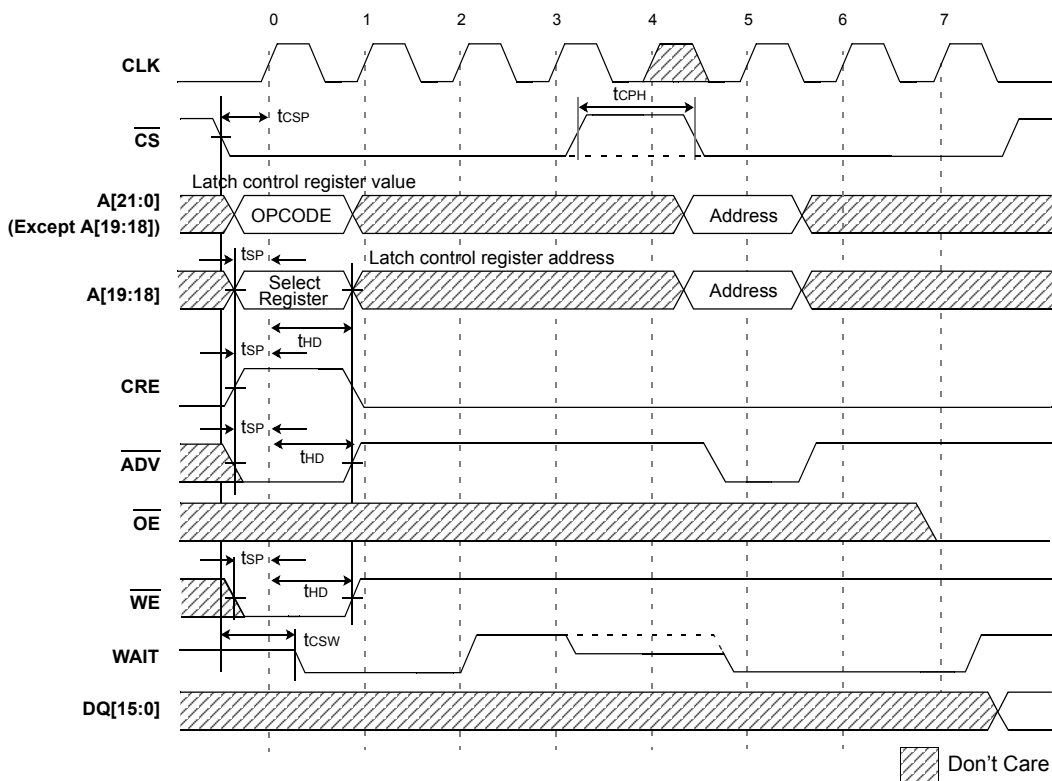 0 1 2 3 4 5 6 7
CLK
tCPH
tCSP
CS
Latch control register value
A[21:0]
(Except A[19:18])
OPCODE
Address
tSP
Latch control register address
A[19:18]
Select
Register
Address
tHD
tSP
CRE
tSP
tHD
ADV
OE
tSP
tHD
WE
tCSW
WAIT
DQ[15:0]
Don't Care